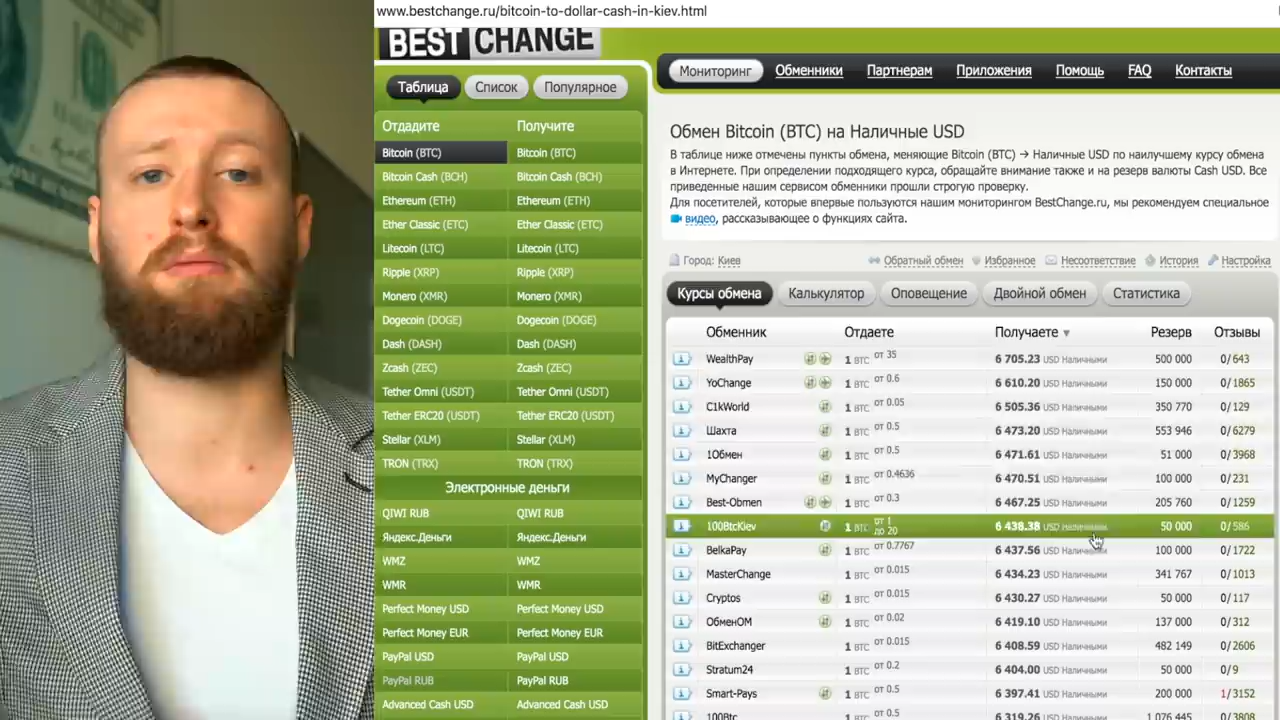 www.bestchange.ru/bitcoin-to-dollar-cash-in-kiev.html
BEST CHANGE
Таблица Список Популярное
Отдадите Получите
Bitcoin (BTC) Bitcoin (BTC)
Bitcoin Cash (BCH) Bitcoin Cash (BCH)
Ethereum (ETH) Ethereum (ETH)
Ether Classic (ETC) Ether Classic (ETC)
Litecoin (LTC) Litecoin (LTC)
Ripple (XRP) Ripple (XRP)
Monero (XMR) Monero (XMR)
Dogecoin (DOGE) Dogecoin (DOGE)
Dash (DASH) Dash (DASH)
Zcash (ZEC) Zcash (ZEC)
Tether Omni (USDT) Tether Omni (USDT)
Tether ERC20 (USDT) Tether ERC20 (USDT)
Stellar (XLM) Stellar (XLM)
TRON (TRX) TRON (TRX)
Электронные деньги
QIWI RUB QIWI RUB
Яндекс.Деньги Яндекс.Деньги
WMZ WMZ
WMR WMR
Perfect Money USD Perfect Money USD
Perfect Money EUR Perfect Money EUR
PayPal USD PayPal USD
PayPal RUB PayPal RUB
Advanced Cash USD Advanced Cash USD
Мониторинг Обменники Партнерам Приложения Помощь FAQ Контакты
Обмен Bitcoin (BTC) на Наличные USD
В таблице ниже отмечены пункты обмена, меняющие Bitcoin (BTC) → Наличные USD по наилучшему курсу обмена
в Интернете. При определении подходящего курса, обращайте внимание также и на резерв валюты Cash USD. Все
приведенные нашим сервисом обменники прошли строгую проверку.
Для посетителей, которые впервые пользуются нашим мониторингом BestChange.ru, мы рекомендуем специальное
видео, рассказывающее о функциях сайта.
Город: Киев Обратный обмен Избранное Несоответствие История Настройка
Курсы обмена Калькулятор Оповещение Двойной обмен Статистика
Обменник Отдаете Получаете ▼ Резерв Отзывы
WealthPay 1 BTC от 35 6 705.23 USD Наличными 500 000 0/643
YoChange 1 BTC от 0.6 6 610.20 USD Наличными 150 000 0/1865
C1kWorld 1 BTC от 0.05 6 505.36 USD Наличными 350 770 0/129
Шахта 1 BTC от 0.5 6 473.20 USD Наличными 553 946 0/6279
1Обмен 1 BTC от 0.5 6 471.61 USD Наличными 51 000 0/3968
MyChanger 1 BTC от 0.4636 6 470.51 USD Наличными 100 000 0/231
Best-Obmen 1 BTC от 0.3 6 467.25 USD Наличными 205 760 0/1259
100BtcKiev 1 BTC от 1 до 20 6 438.38 USD Наличными 50 000 0/586
BelkaPay 1 BTC от 0.7767 6 437.56 USD Наличными 100 000 0/1722
MasterChange 1 BTC от 0.015 6 434.23 USD Наличными 341 767 0/1013
Cryptos 1 BTC от 0.015 6 430.27 USD Наличными 30 000 0/117
ОбменОМ 1 BTC от 0.02 6 419.10 USD Наличными 137 000 0/312
BitExchanger 1 BTC от 0.015 6 408.59 USD Наличными 482 149 0/2606
Stratum24 1 BTC от 0.2 6 404.00 USD Наличными 50 000 0/9
Smart-Pays 1 BTC от 0.5 6 397.41 USD Наличными 200 000 1/3152
100Btc 1 BTC от 0.5 6 319.26 USD Наличными 1 076 445 0/3808